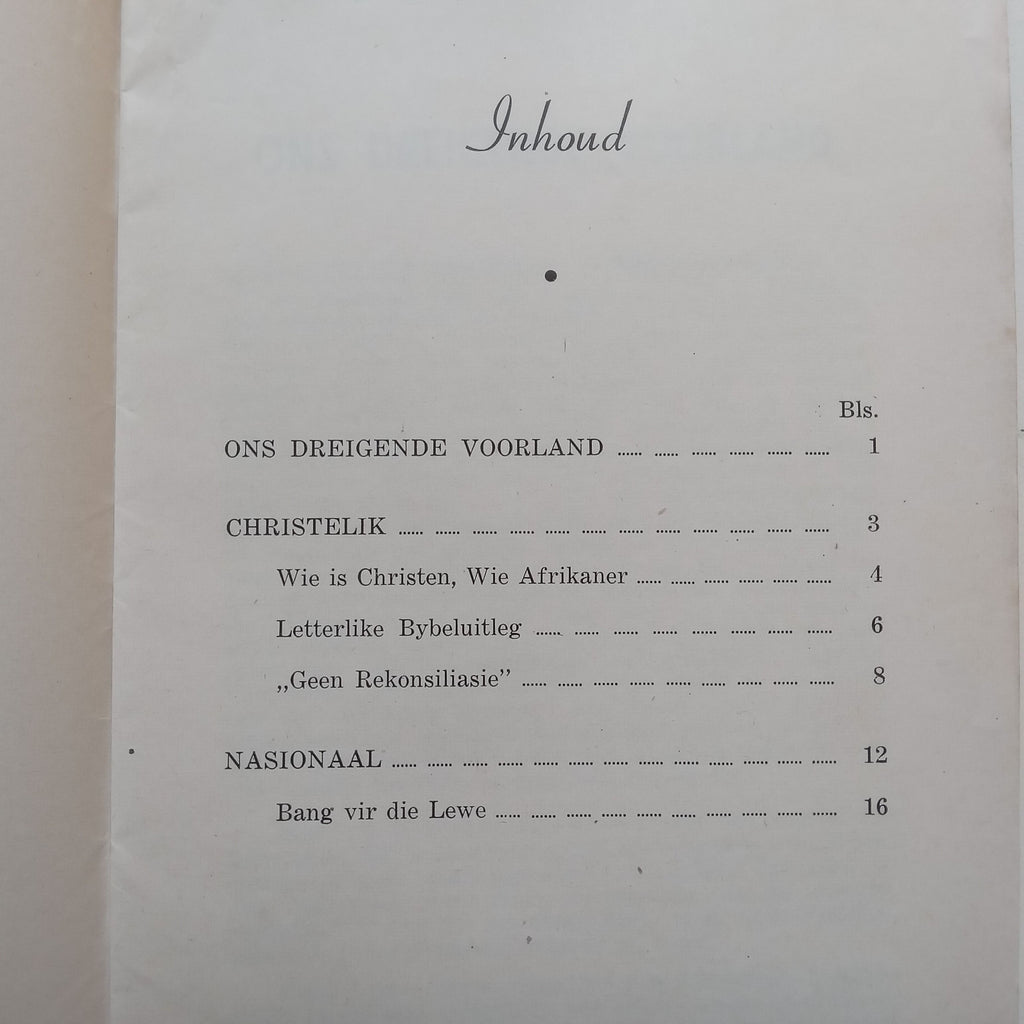 Inhoud
Bls.
ONS DREIGENDE VOORLAND ...... ...... ...... ...... ...... ...... 1
CHRISTELIK ...... ...... ...... ...... ...... ...... ...... ...... ...... ...... ...... ...... 3
Wie is Christen, Wie Afrikaner ...... ...... ...... ...... ...... ...... 4
Letterlike Bybeluitleg ...... ...... ...... ...... ...... ...... ...... ...... 6
„Geen Rekonsiliasie” ...... ...... ...... ...... ...... ...... ...... ...... ...... 8
NASIONAAL ...... ...... ...... ...... ...... ...... ...... ...... ...... ...... ...... ...... ...... 12
Bang vir die Lewe ...... ...... ...... ...... ...... ...... ...... ...... ...... ...... 16